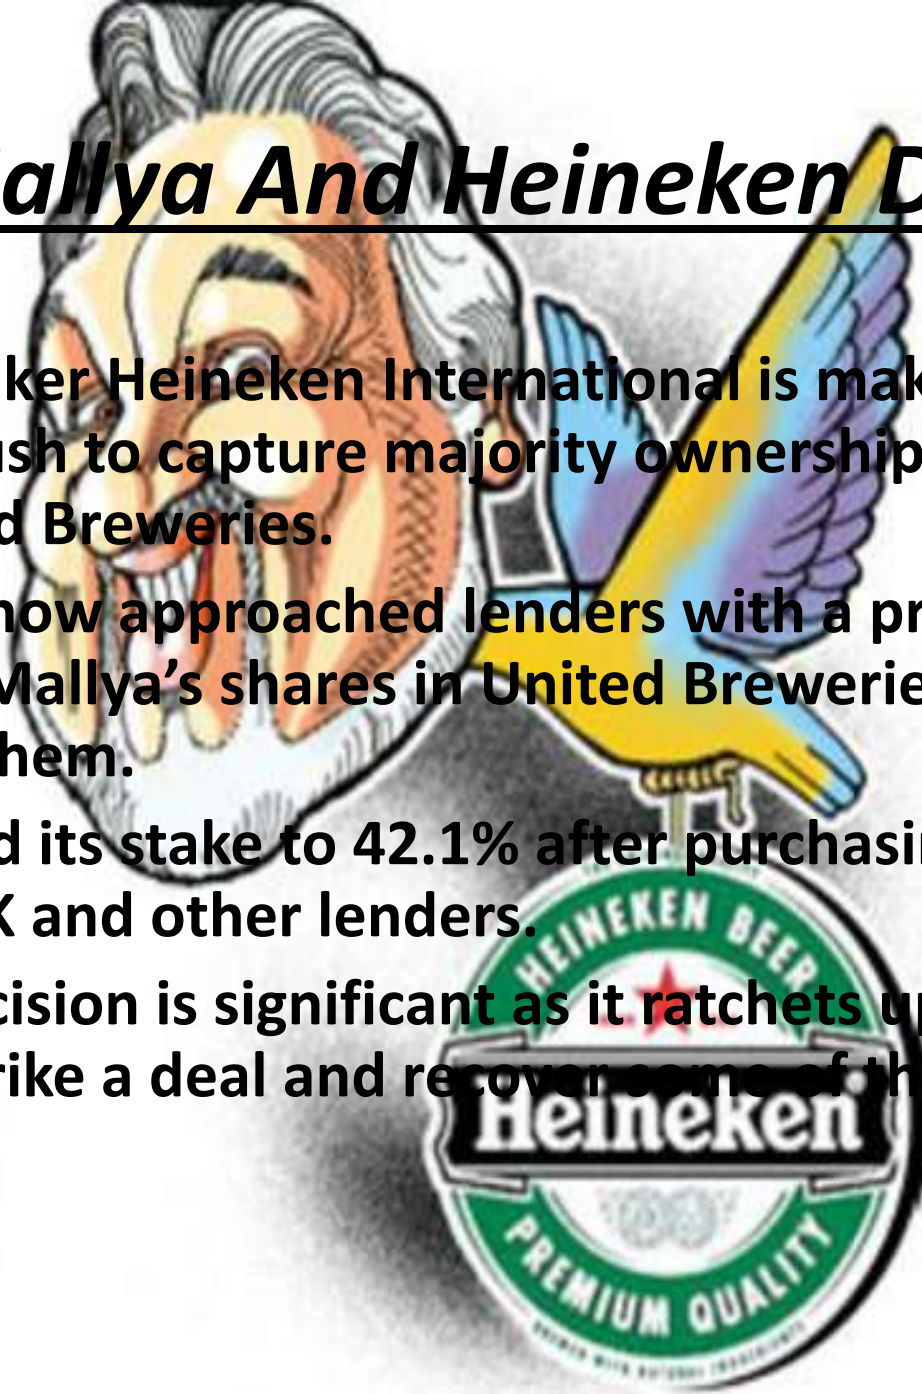 allya And Heineken D
ker Heineken International is mak
ush to capture majority ownership
d Breweries.
now approached lenders with a pr
Mallya’s shares in United Brewerie
hem.
d its stake to 42.1% after purchasin
K and other lenders.
cision is significant as it ratchets u
rike a deal and recover some of th
HEINEKEN BEER
Heineken
PREMIUM QUALITY